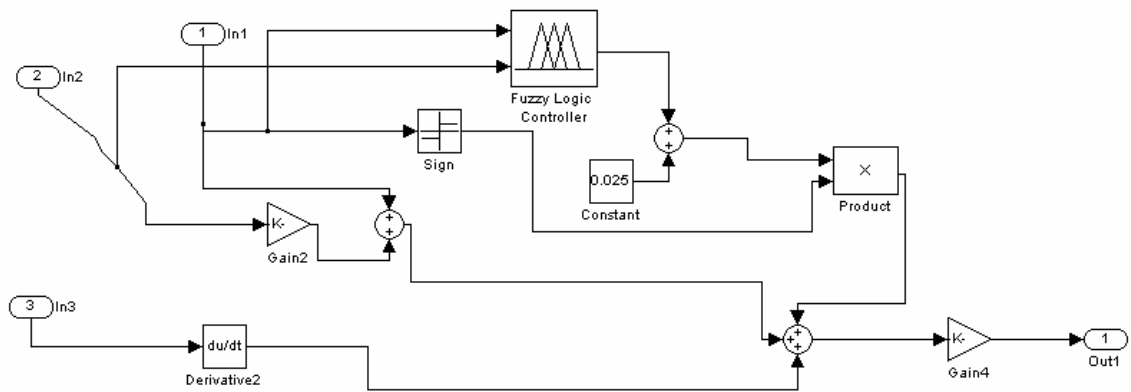 1
In1
2
In2
Fuzzy Logic
Controller
Sign
+
+
0.025
Constant
×
Product
K-
Gain2
+
+
3
In3
du/dt
Derivative2
+
+
+
K-
Gain4
1
Out1